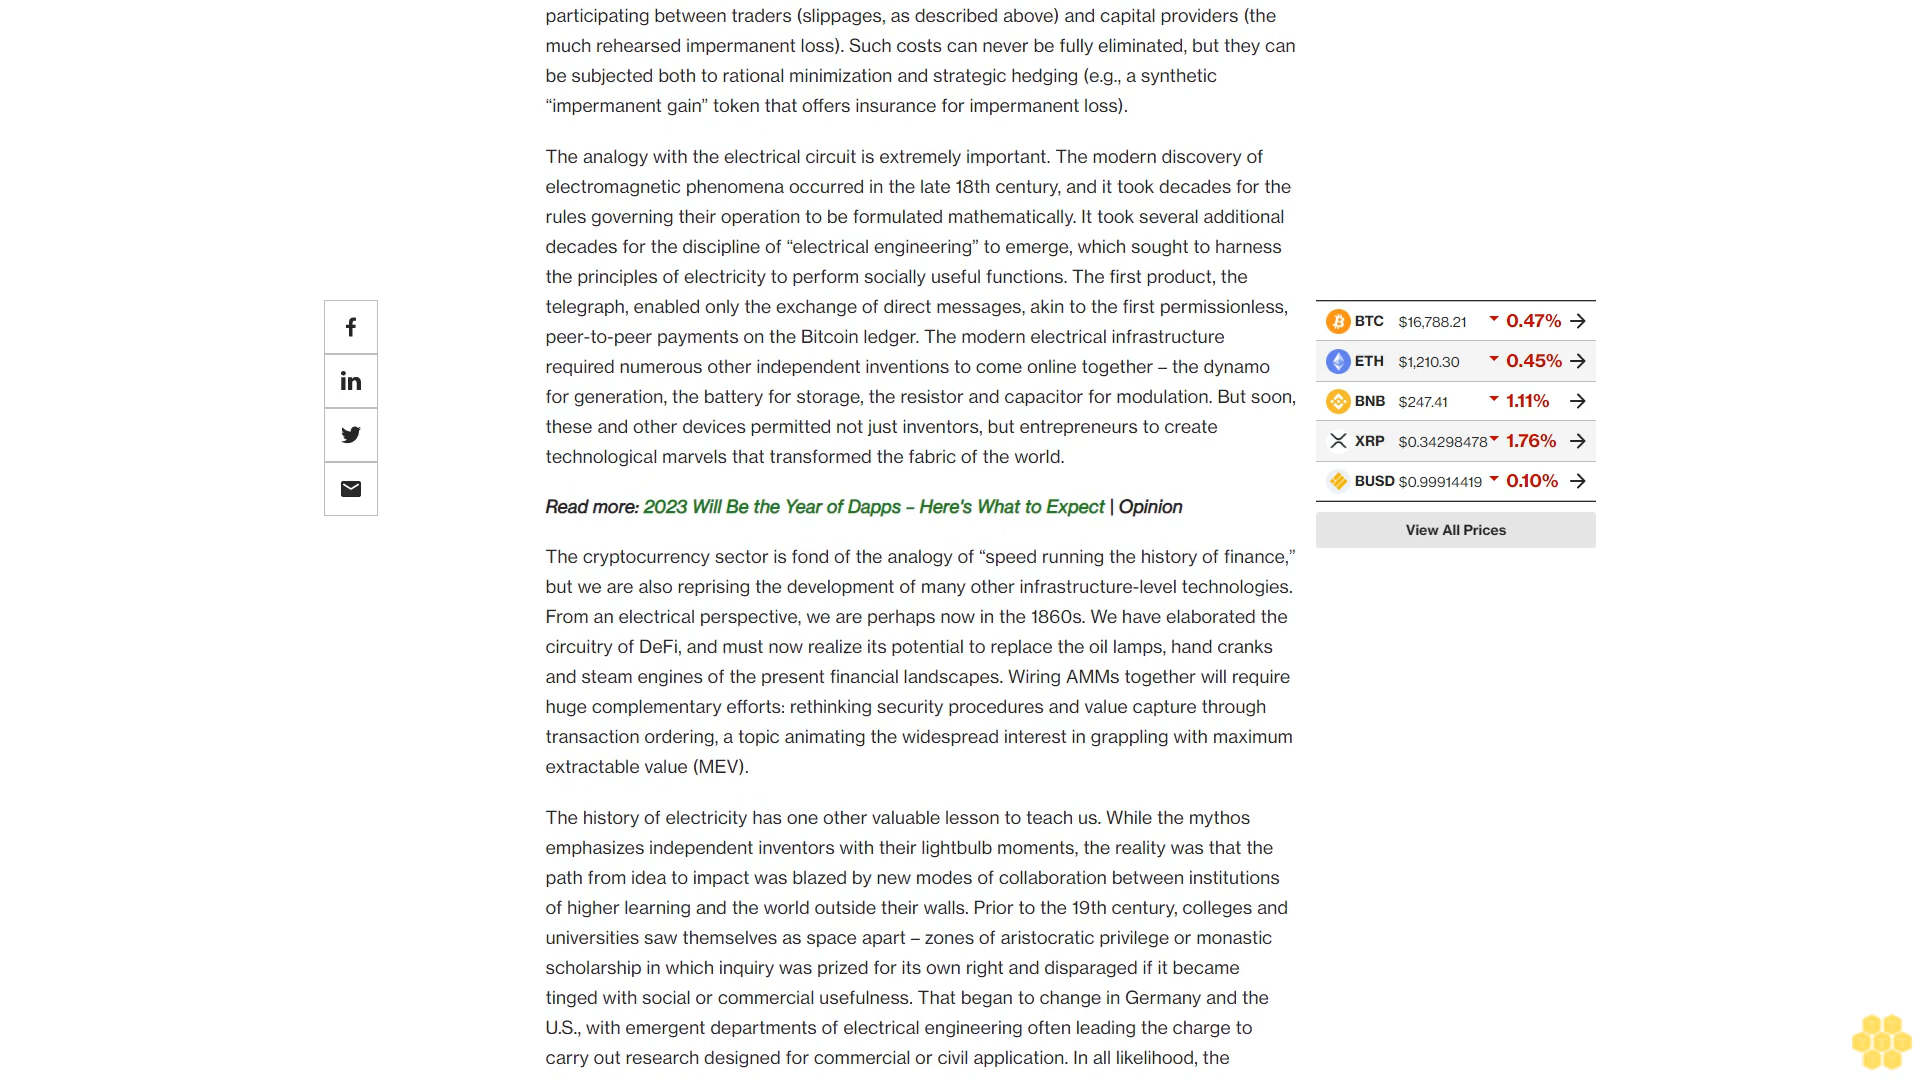 participating between traders (slippages, as described above) and capital providers (the
much rehearsed impermanent loss). Such costs can never be fully eliminated, but they can
be subjected both to rational minimization and strategic hedging (e.g., a synthetic
“impermanent gain” token that offers insurance for impermanent loss).
The analogy with the electrical circuit is extremely important. The modern discovery of
electromagnetic phenomena occurred in the late 18th century, and it took decades for the
rules governing their operation to be formulated mathematically. It took several additional
decades for the discipline of “electrical engineering” to emerge, which sought to harness
the principles of electricity to perform socially useful functions. The first product, the
telegraph, enabled only the exchange of direct messages, akin to the first permissionless,
peer-to-peer payments on the Bitcoin ledger. The modern electrical infrastructure
required numerous other independent inventions to come online together – the dynamo
for generation, the battery for storage, the resistor and capacitor for modulation. But soon,
these and other devices permitted not just inventors, but entrepreneurs to create
technological marvels that transformed the fabric of the world.
Read more: 2023 Will Be the Year of Dapps – Here's What to Expect | Opinion
The cryptocurrency sector is fond of the analogy of “speed running the history of finance,”
but we are also reprising the development of many other infrastructure-level technologies.
From an electrical perspective, we are perhaps now in the 1860s. We have elaborated the
circuitry of DeFi, and must now realize its potential to replace the oil lamps, hand cranks
and steam engines of the present financial landscapes. Wiring AMMs together will require
huge complementary efforts: rethinking security procedures and value capture through
transaction ordering, a topic animating the widespread interest in grappling with maximum
extractable value (MEV).
The history of electricity has one other valuable lesson to teach us. While the mythos
emphasizes independent inventors with their lightbulb moments, the reality was that the
path from idea to impact was blazed by new modes of collaboration between institutions
of higher learning and the world outside their walls. Prior to the 19th century, colleges and
universities saw themselves as space apart – zones of aristocratic privilege or monastic
scholarship in which inquiry was prized for its own right and disparaged if it became
tinged with social or commercial usefulness. That began to change in Germany and the
U.S., with emergent departments of electrical engineering often leading the charge to
carry out research designed for commercial or civil application. In all likelihood, the
BTC $16,788.21 0.47%
ETH $1,210.30 0.45%
BNB $247.41 1.11%
XRP $0.34298478 1.76%
BUSD $0.99914419 0.10%
View All Prices